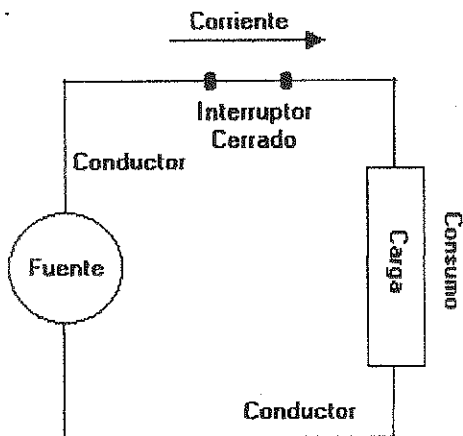 Corriente
Interruptor
Cerrado
Conductor
Fuente
Carga
Consumo
Conductor